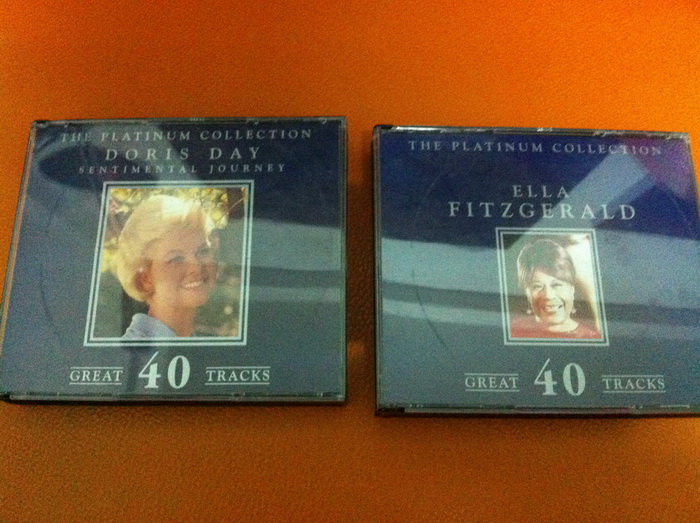 THE PLATINUM COLLECTION
DORIS DAY
SENTIMENTAL JOURNEY
GREAT 40 TRACKS
THE PLATINUM COLLECTION
ELLA
FITZGERALD
GREAT 40 TRACKS